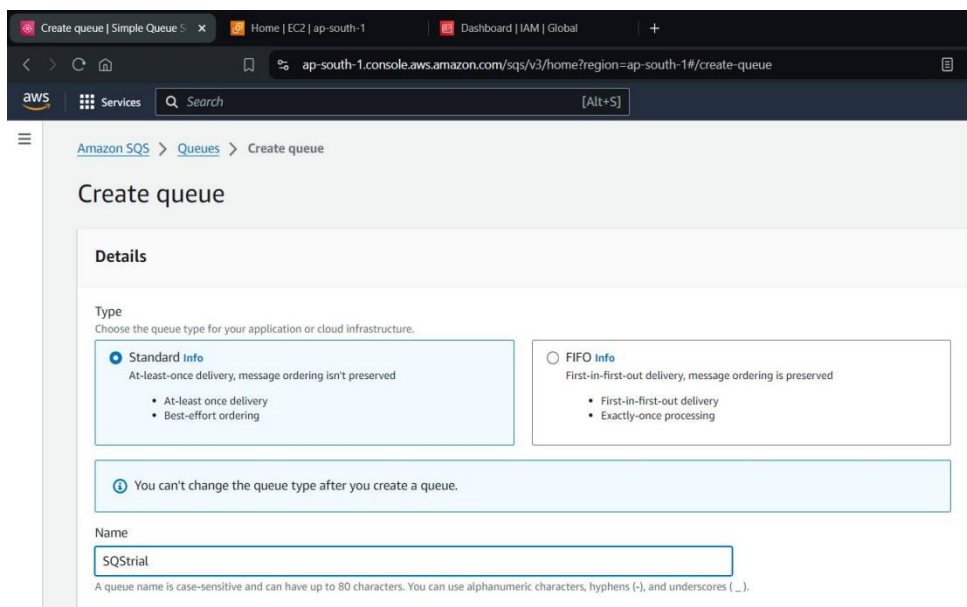 Create queue | Simple Queue S
Home | EC2 | ap-south-1
Dashboard | IAM | Global
ap-south-1.console.aws.amazon.com/sqs/v3/home?region=ap-south-1#/create-queue
aws
Services
Search
[Alt+S]
Amazon SQS > Queues > Create queue
Create queue
Details
Type
Choose the queue type for your application or cloud infrastructure.
Standard Info
At-least-once delivery, message ordering isn't preserved
• At-least once delivery
• Best-effort ordering
FIFO Info
First-in-first-out delivery, message ordering is preserved
• First-in-first-out delivery
• Exactly-once processing
You can't change the queue type after you create a queue.
Name
SQStrial
A queue name is case-sensitive and can have up to 80 characters. You can use alphanumeric characters, hyphens (-), and underscores ( _ ).